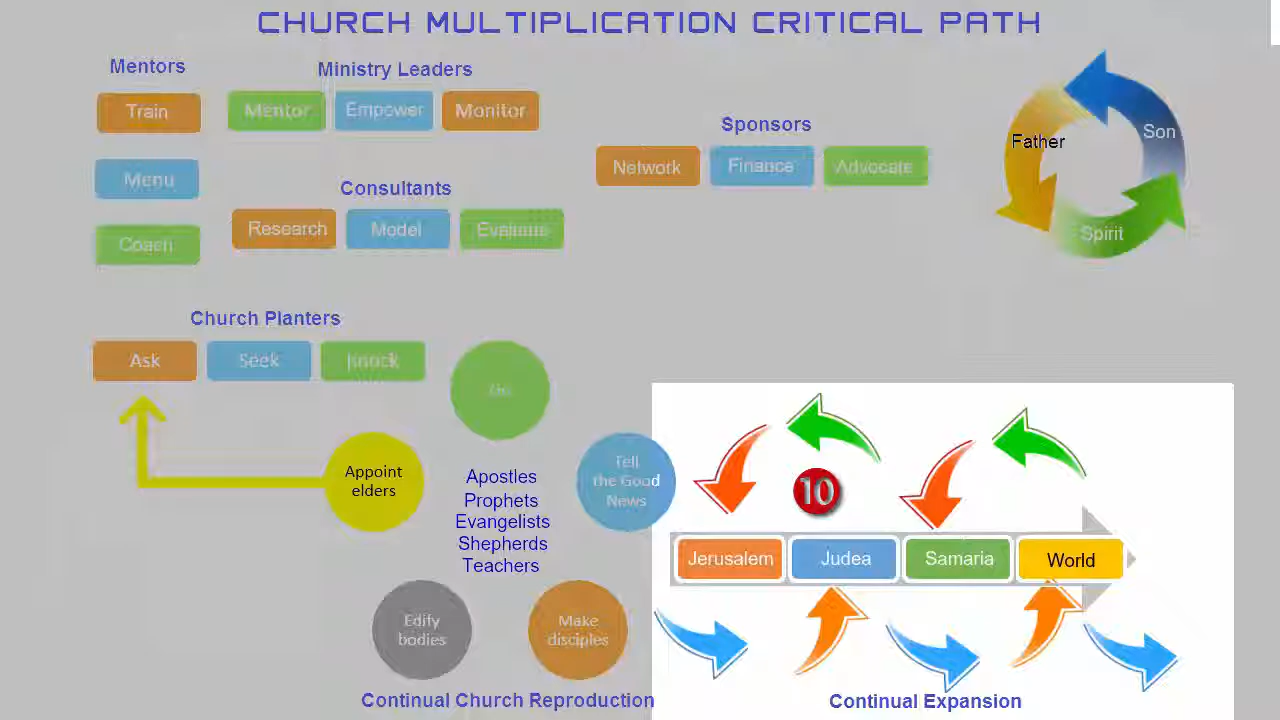 CHURCH MULTIPLICATION CRITICAL PATH
Mentors
Train
Menu
Coach
Ministry Leaders
Mentor
Empower
Monitor
Consultants
Research
Model
Evaluate
Sponsors
Network
Finance
Advocate
Father
Son
Spirit
Church Planters
Ask
Seek
Knock
Go
Tell
the Good
News
Make
disciples
Edify
bodies
Appoint
elders
Apostles
Prophets
Evangelists
Shepherds
Teachers
Continual Church Reproduction
10
Jerusalem
Judea
Samaria
World
Continual Expansion